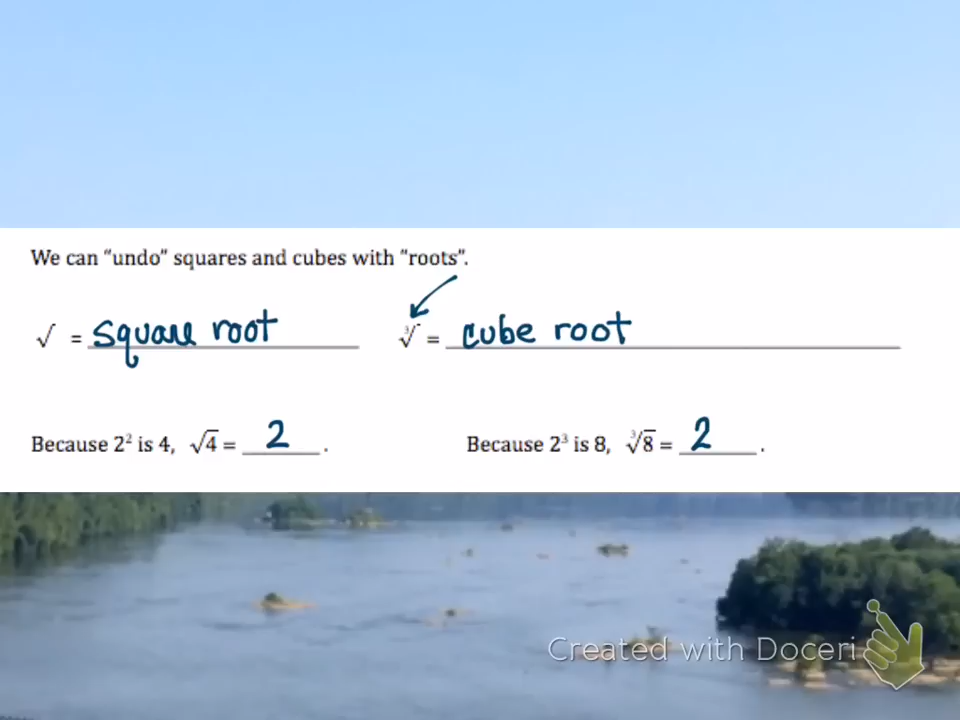 We can “undo” squares and cubes with “roots”.
√ = square root ∛ = cube root
Because 2² is 4, √4 = 2 . Because 2³ is 8, ∛8 = 2 .
Created with Doceri